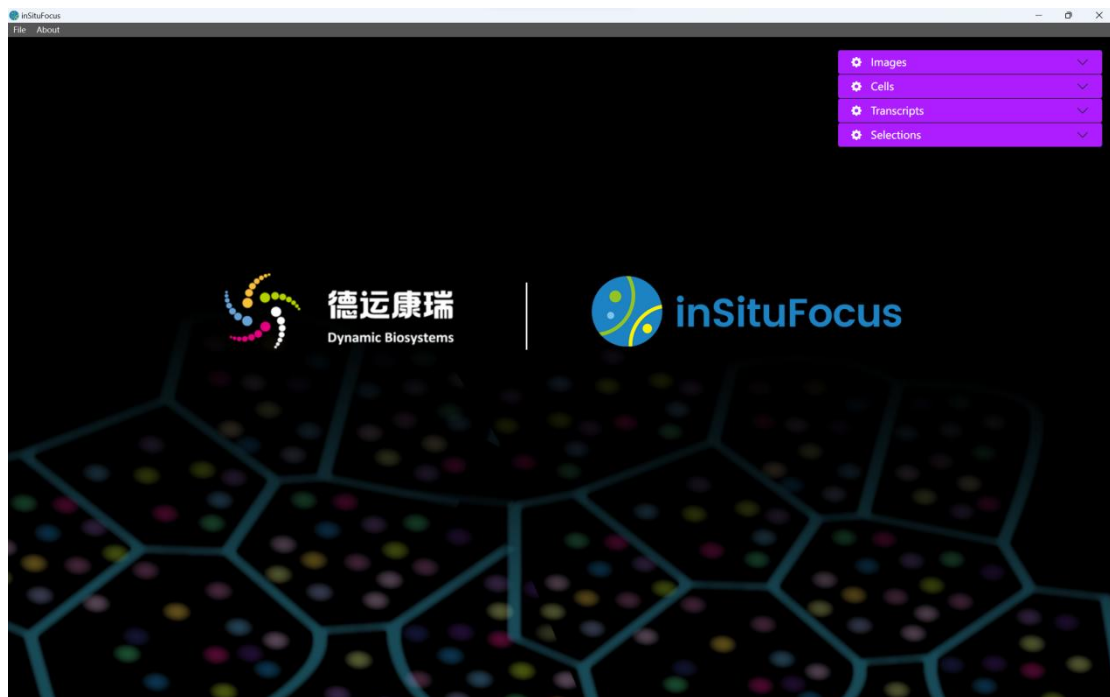 inSituFocus
File About
Images
Cells
Transcripts
Selections
德运康瑞
Dynamic Biosystems
inSituFocus